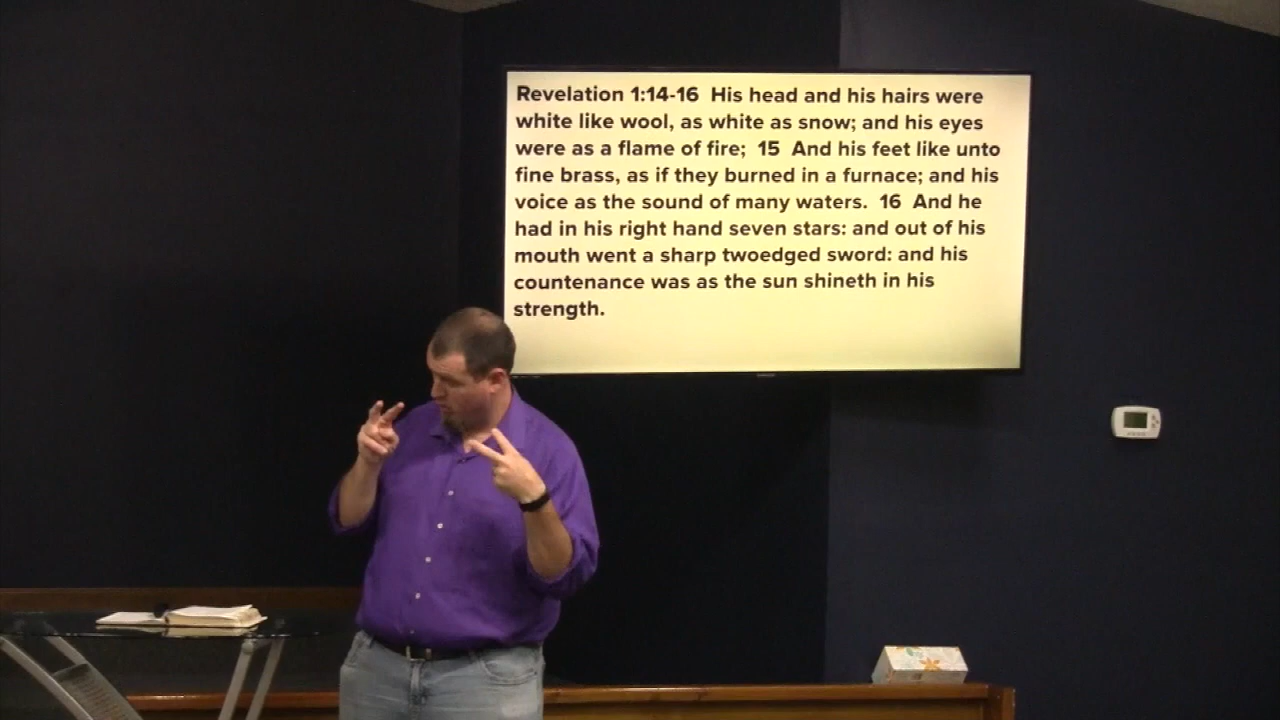 Revelation 1:14-16  His head and his hairs were
white like wool, as white as snow; and his eyes
were as a flame of fire;  15  And his feet like unto
fine brass, as if they burned in a furnace; and his
voice as the sound of many waters.  16  And he
had in his right hand seven stars: and out of his
mouth went a sharp twoedged sword: and his
countenance was as the sun shineth in his
strength.